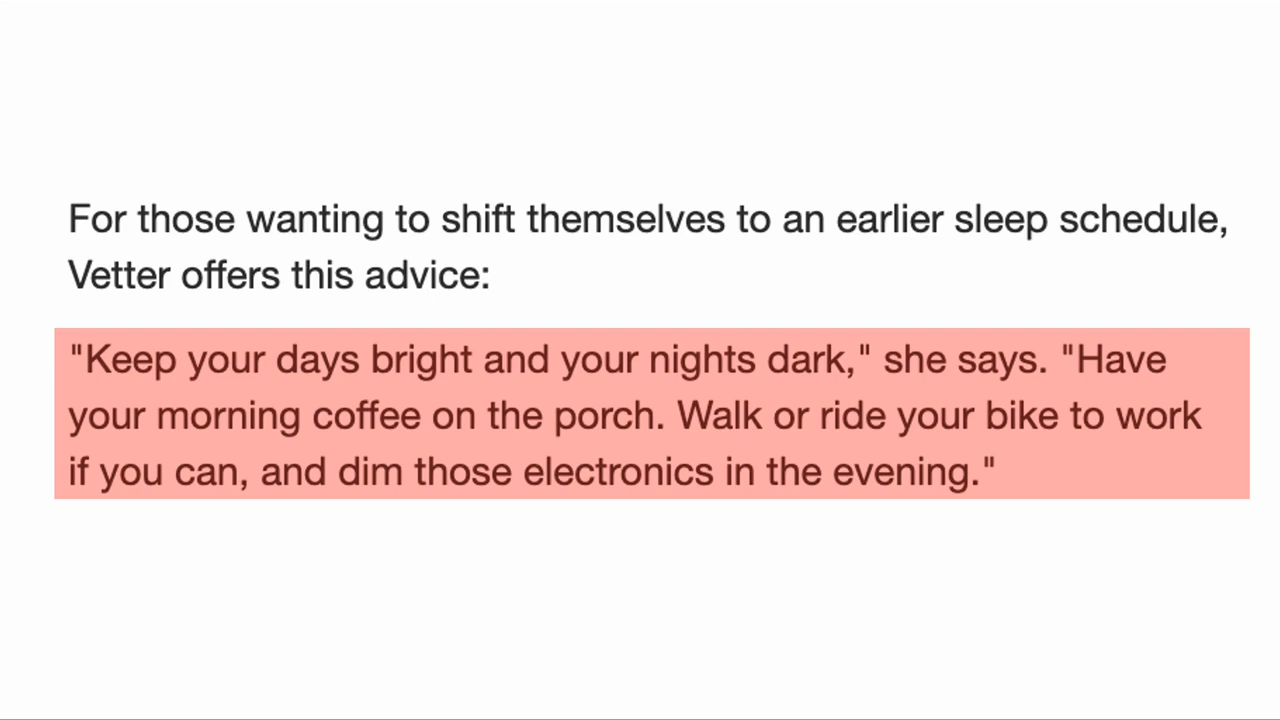 For those wanting to shift themselves to an earlier sleep schedule,
Vetter offers this advice:
"Keep your days bright and your nights dark," she says. "Have
your morning coffee on the porch. Walk or ride your bike to work
if you can, and dim those electronics in the evening."